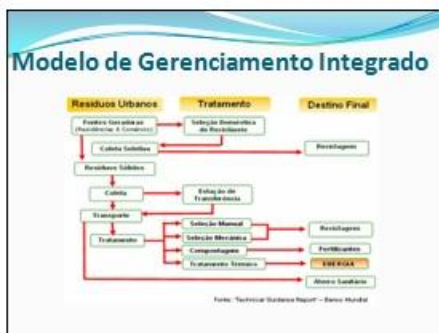 Modelo de Gerenciamento Integrado
Resíduos Urbanos
Tratamento
Destino Final
Fontes Geradoras
(Residências & Comércio)
Seleção Doméstica
do Reciclante
Coleta Seletiva
Reciclagem
Resíduos Sólidos
Coleta
Estação de
Transferência
Transporte
Seleção Manual
Reciclagem
Tratamento
Seleção Mecânica
Compostagem
Fertilizantes
Tratamento Térmico
ENERGIA
Aterro Sanitário
Fonte: "Technical Guidance Report" – Banco Mundial